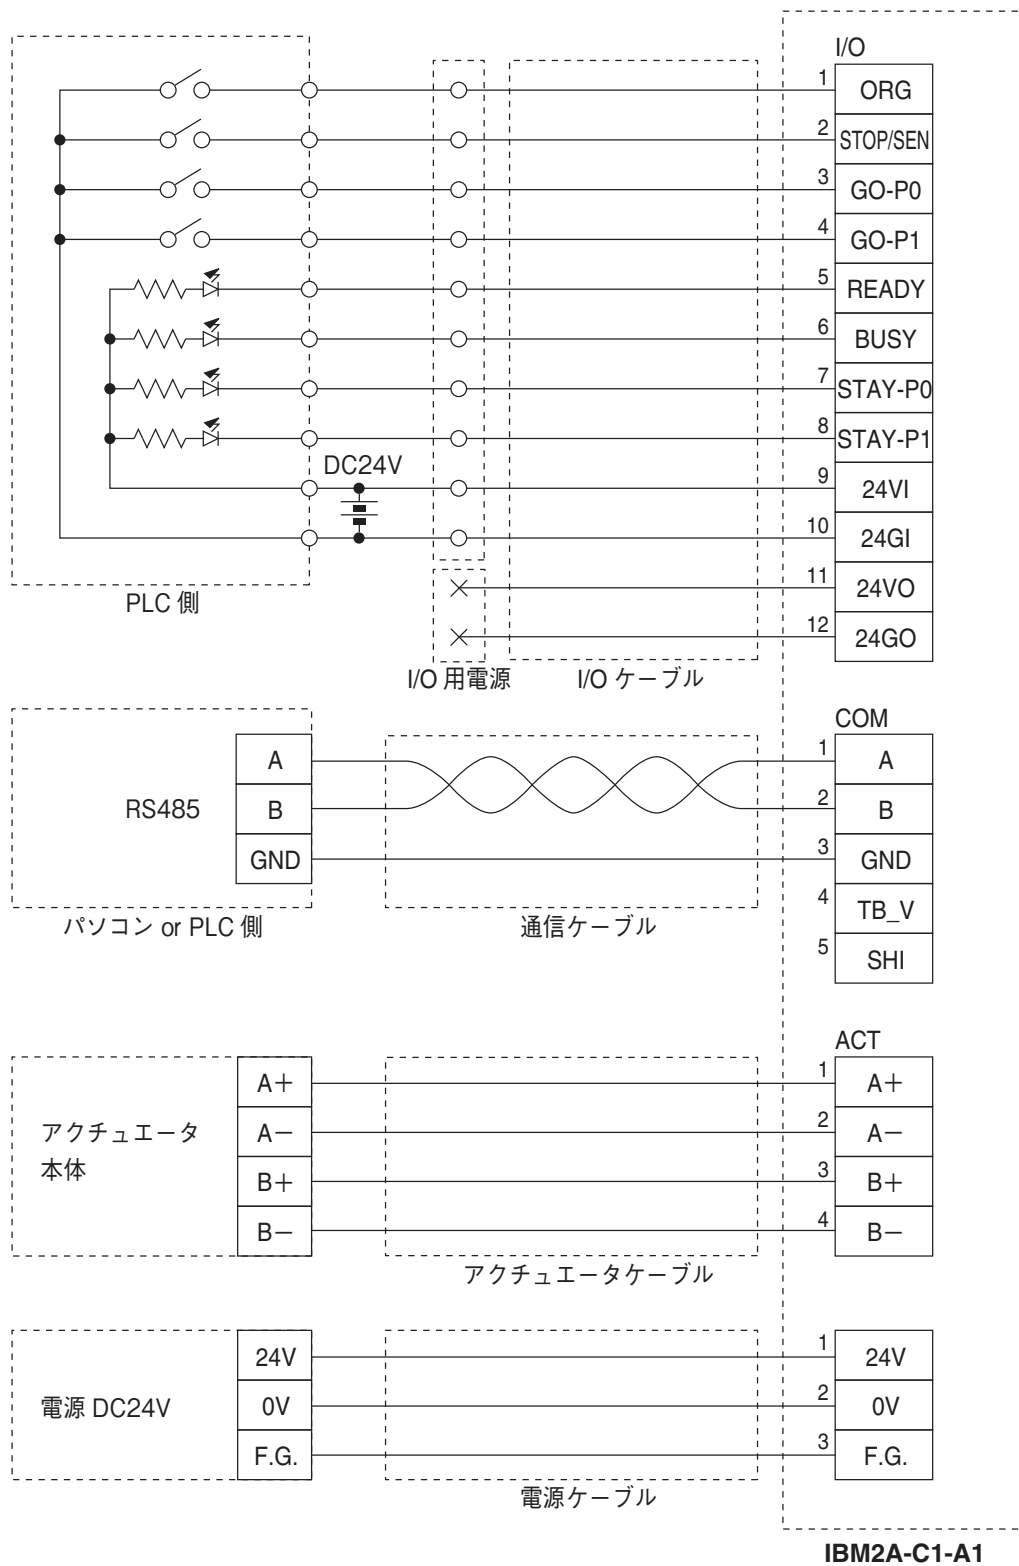 I/O
1 ORG
2 STOP/SEN
3 GO-P0
4 GO-P1
5 READY
6 BUSY
7 STAY-P0
8 STAY-P1
DC24V
9 24VI
10 24GI
11 24VO
12 24GO
PLC 側
I/O 用電源
I/O ケーブル
COM
A 1 A
RS485 B 2 B
GND 3 GND
4 TB_V
5 SHI
パソコン or PLC 側
通信ケーブル
ACT
A+ 1 A+
アクチュエータ
本体
A− 2 A−
B+ 3 B+
B− 4 B−
アクチュエータケーブル
24V 1 24V
電源 DC24V 0V 2 0V
F.G. 3 F.G.
電源ケーブル
IBM2A-C1-A1